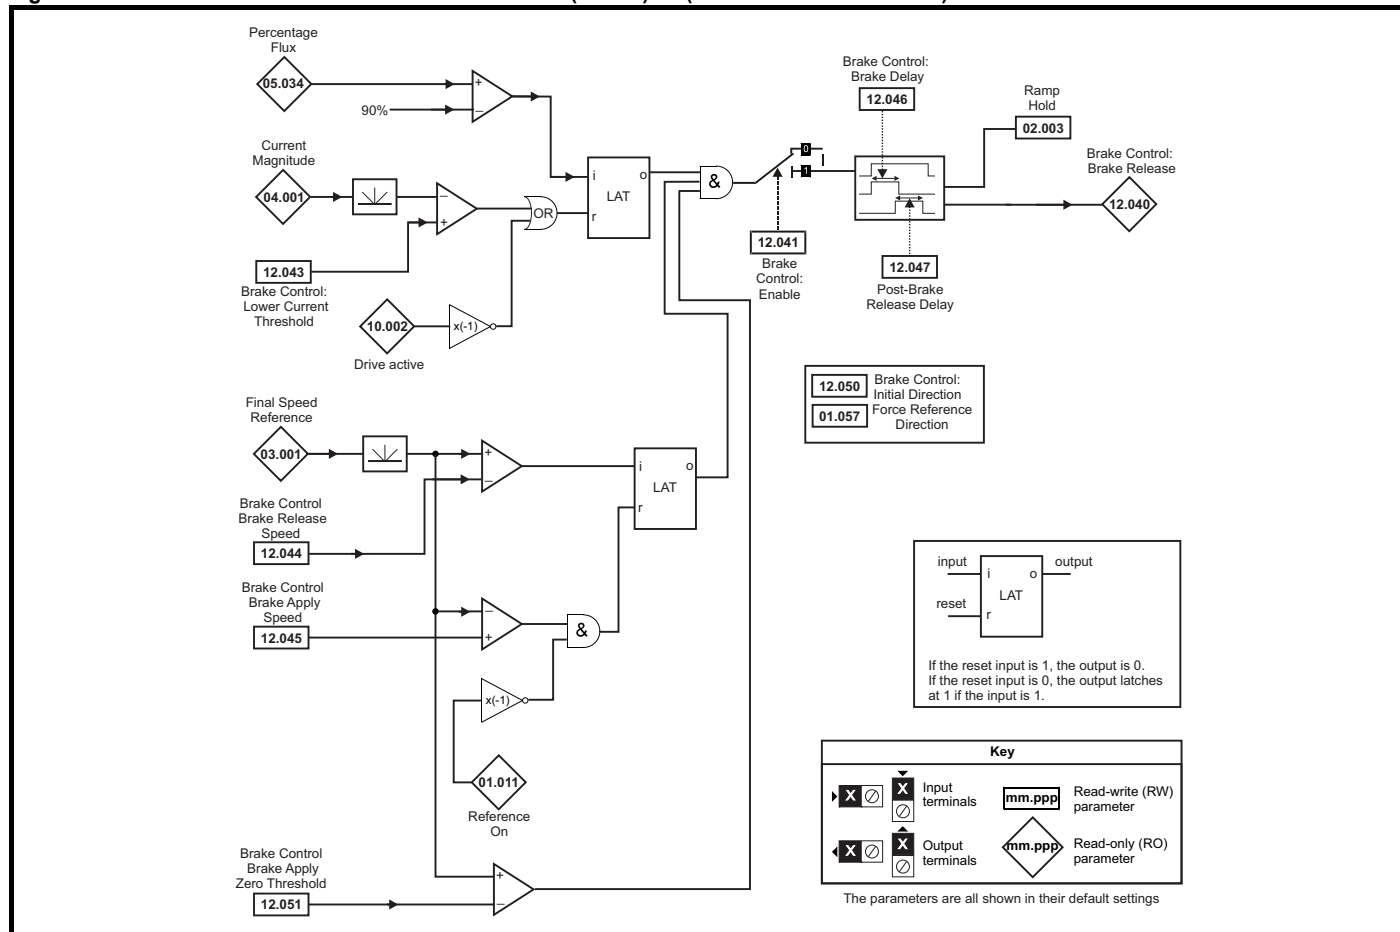 Percentage
Flux
05.034
90%
+
–
Current
Magnitude
04.001
–
+
12.043
Brake Control:
Lower Current
Threshold
10.002
Drive active
x(-1)
OR
i
o
LAT
r
&
0
1
12.041
Brake
Control:
Enable
Brake Control:
Brake Delay
12.046
12.047
Post-Brake
Release Delay
Ramp
Hold
02.003
Brake Control:
Brake Release
12.040
12.050
Brake Control:
Initial Direction
01.057
Force Reference
Direction
Final Speed
Reference
03.001
+
–
i
o
LAT
r
Brake Control
Brake Release
Speed
12.044
Brake Control
Brake Apply
Speed
12.045
–
+
&
x(-1)
01.011
Reference
On
Brake Control
Brake Apply
Zero Threshold
12.051
+
–
input
i
o
output
LAT
reset
r
If the reset input is 1, the output is 0.
If the reset input is 0, the output latches
at 1 if the input is 1.
Key
X
X
Input
terminals
mm.ppp
Read-write (RW)
parameter
X
X
Output
terminals
mm.ppp
Read-only (RO)
parameter
The parameters are all shown in their default settings